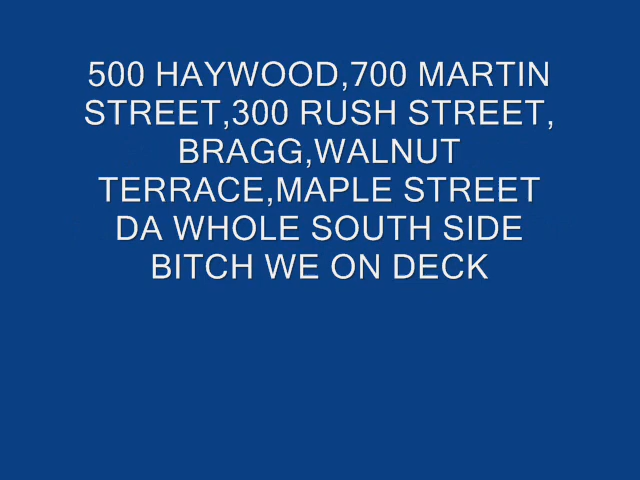 500 HAYWOOD,700 MARTIN
STREET,300 RUSH STREET,
BRAGG,WALNUT
TERRACE,MAPLE STREET
DA WHOLE SOUTH SIDE
BITCH WE ON DECK